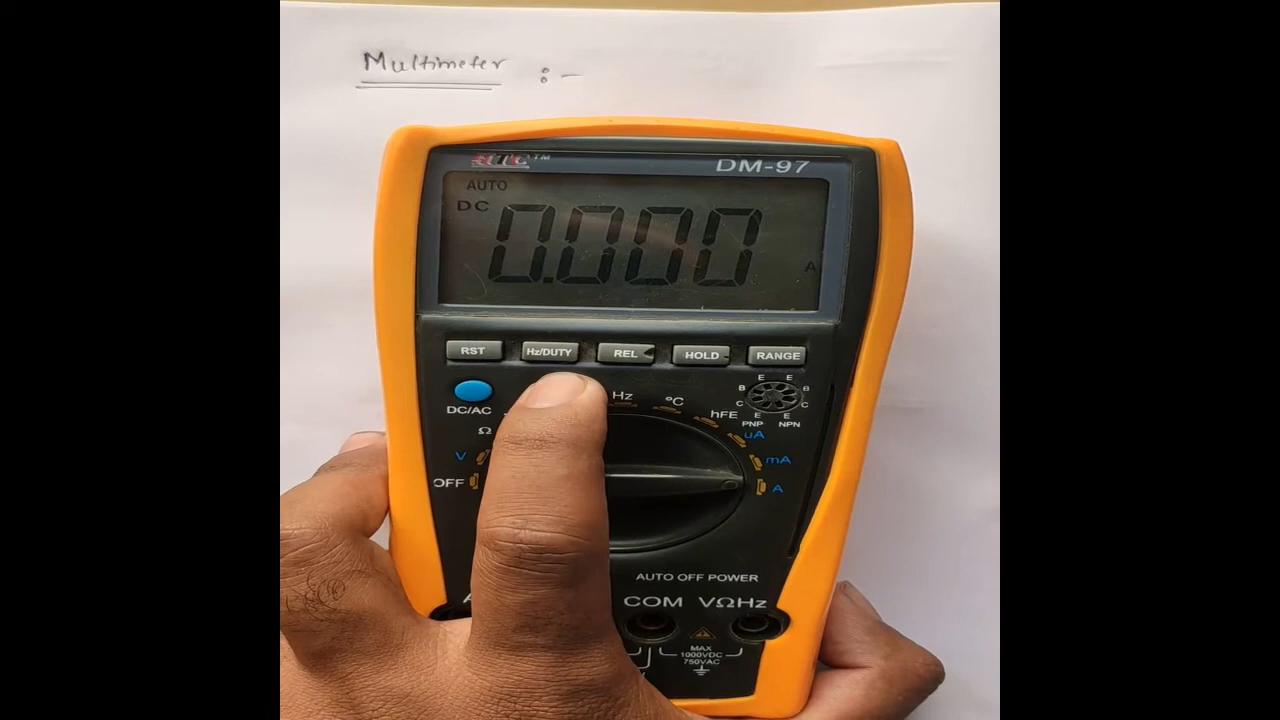 Multimeter :-
HTC™ DM-97
AUTO
DC 0.000 A
RST Hz/DUTY REL HOLD RANGE
E E
B B
C C
E E
PNP NPN
DC/AC
Hz °C hFE
uA
Ω
V
mA
OFF
A
AUTO OFF POWER
COM VΩHz
MAX
1000VDC
750VAC